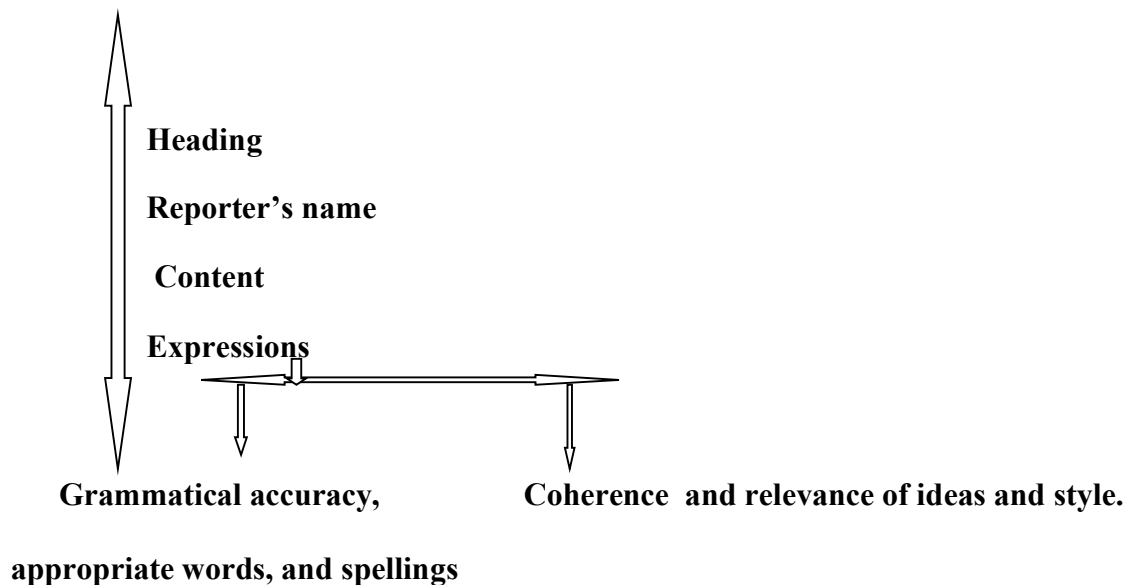 Heading
Reporter’s name
Content
Expressions
Grammatical accuracy, Coherence and relevance of ideas and style.
appropriate words, and spellings